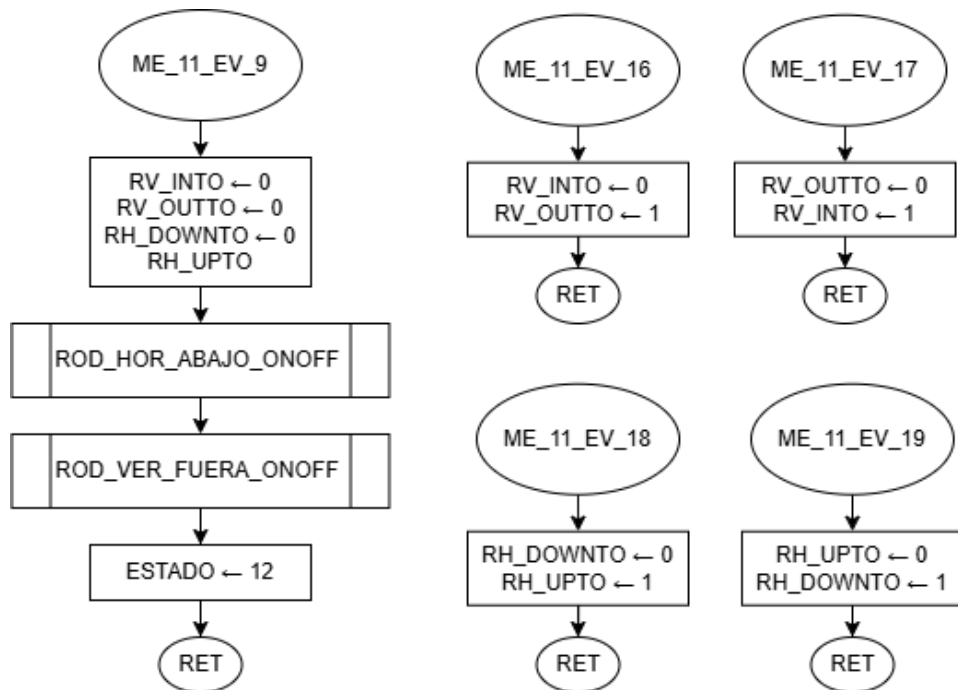 ME_11_EV_9
RV_INTO ← 0
RV_OUTTO ← 0
RH_DOWNTO ← 0
RH_UPTO
ROD_HOR_ABAJO_ONOFF
ROD_VER_FUERA_ONOFF
ESTADO ← 12
RET
ME_11_EV_16
RV_INTO ← 0
RV_OUTTO ← 1
RET
ME_11_EV_17
RV_OUTTO ← 0
RV_INTO ← 1
RET
ME_11_EV_18
RH_DOWNTO ← 0
RH_UPTO ← 1
RET
ME_11_EV_19
RH_UPTO ← 0
RH_DOWNTO ← 1
RET